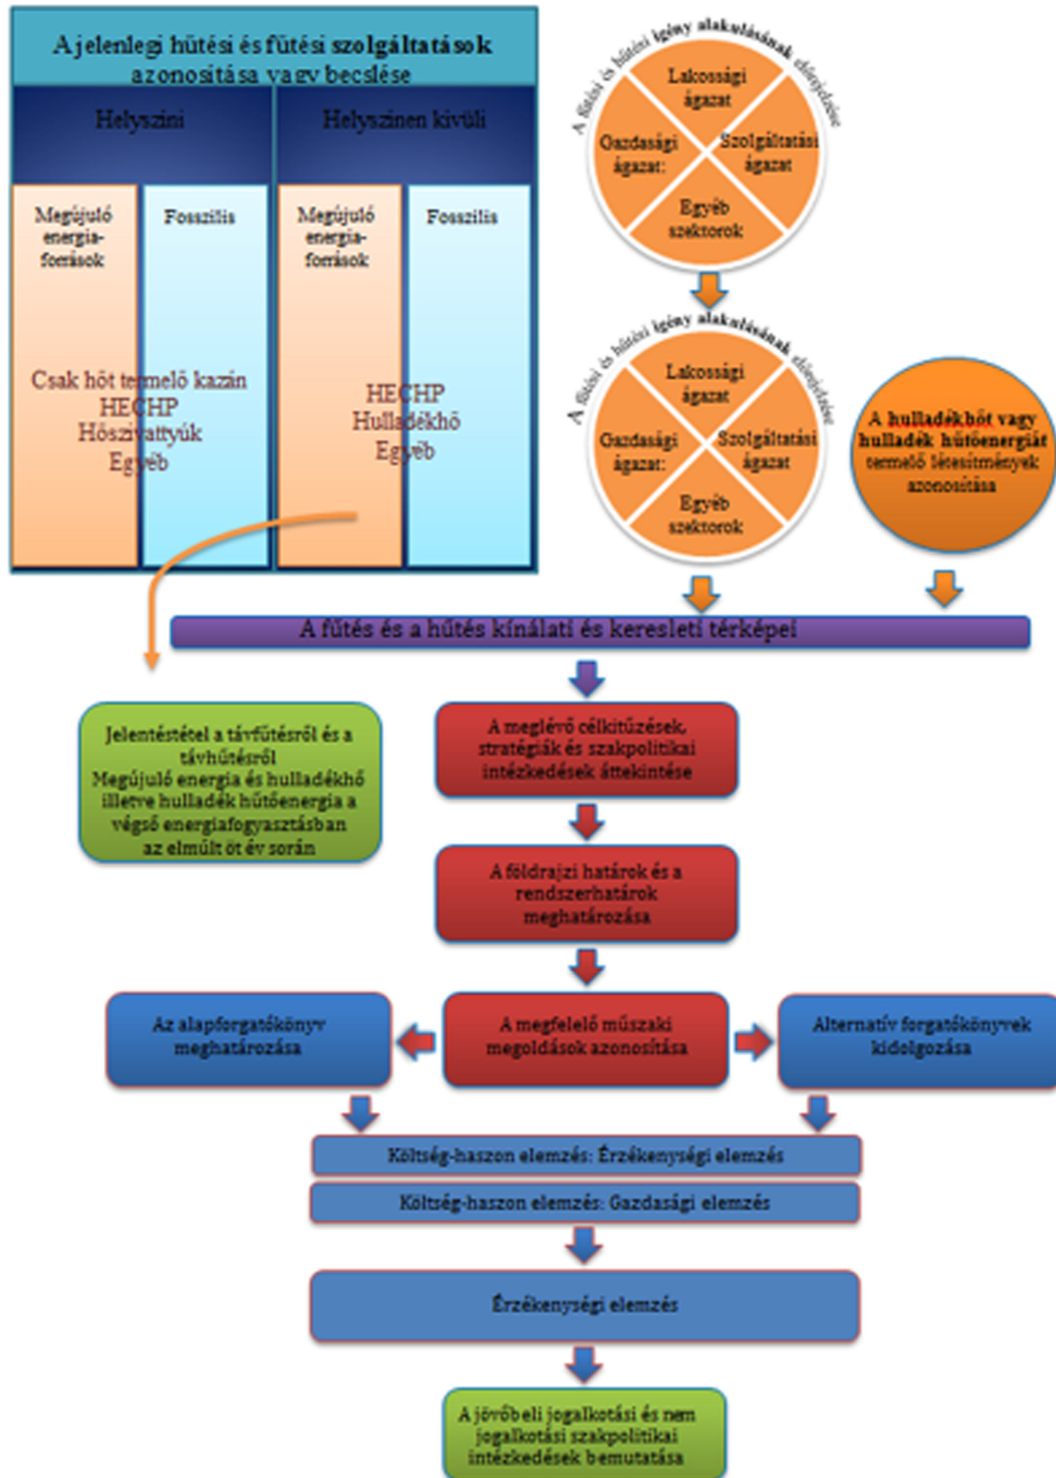 A jelenlegi hűtési és fűtési szolgáltatások
azonosítása vagy becslése
Helyszíni
Helyszínen kívüli
Megújuló
energia-
források
Fosszilis
Megújuló
energia-
források
Fosszilis
Csak hőt termelő kazán
HECHP
Hőszivattyúk
Egyéb
HECHP
Hulladékhő
Egyéb
A fűtési és hűtési igény alakulásának előrejelzése
Lakossági
ágazat
Gazdasági
ágazat:
Szolgáltatási
ágazat
Egyéb
szektorok
A fűtési és hűtési igény alakulásának előrejelzése
Lakossági
ágazat
Gazdasági
ágazat:
Szolgáltatási
ágazat
Egyéb
szektorok
A hulladékhőt vagy
hulladék hűtőenergiát
termelő létesítmények
azonosítása
A fűtés és a hűtés kínálati és keresleti térképei
Jelentéstétel a távfűtésről és a
távhűtésről
Megújuló energia és hulladékhő
illetve hulladék hűtőenergia a
végső energiafogyasztásban
az elmúlt öt év során
A meglévő célkitűzések,
stratégiák és szakpolitikai
intézkedések áttekintése
A földrajzi határok és a
rendszerhatárok
meghatározása
Az alapforgatókönyv
meghatározása
A megfelelő műszaki
megoldások azonosítása
Alternatív forgatókönyvek
kidolgozása
Költség-haszon elemzés: Érzékenységi elemzés
Költség-haszon elemzés: Gazdasági elemzés
Érzékenységi elemzés
A jövőbeli jogalkotási és nem
jogalkotási szakpolitikai
intézkedések bemutatása